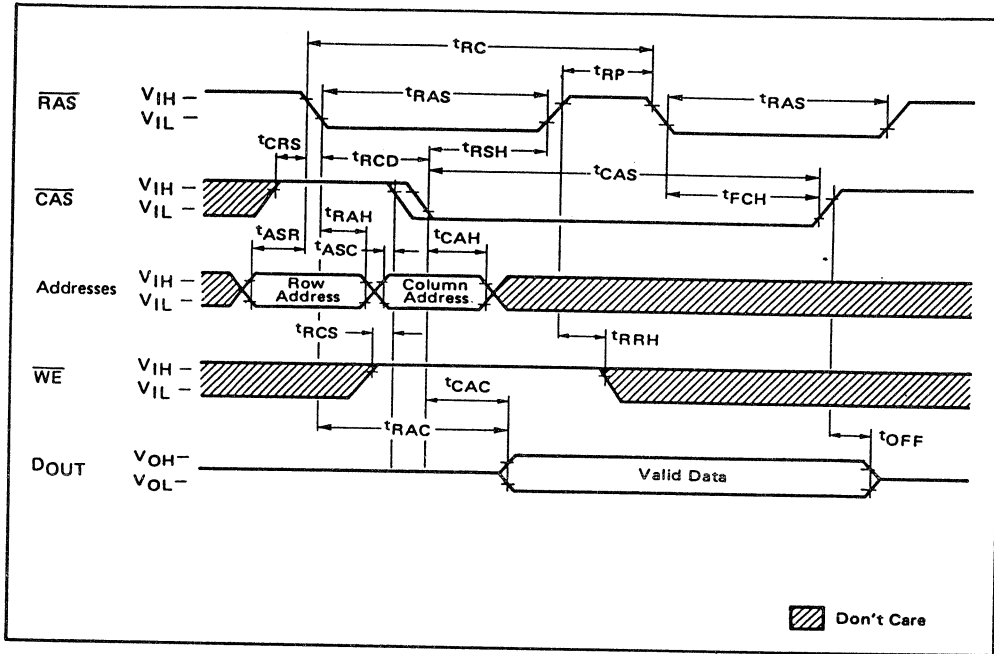 tRC
tRP
RAS
VIH
VIL
tRAS
tRAS
tCRS
tRCD
tRSH
tCAS
CAS
VIH
VIL
tFCH
tRAH
tASR
tASC
tCAH
Addresses
VIH
VIL
Row
Address
Column
Address
tRCS
tRRH
WE
VIH
VIL
tCAC
tRAC
tOFF
DOUT
VOH
VOL
Valid Data
Don't Care